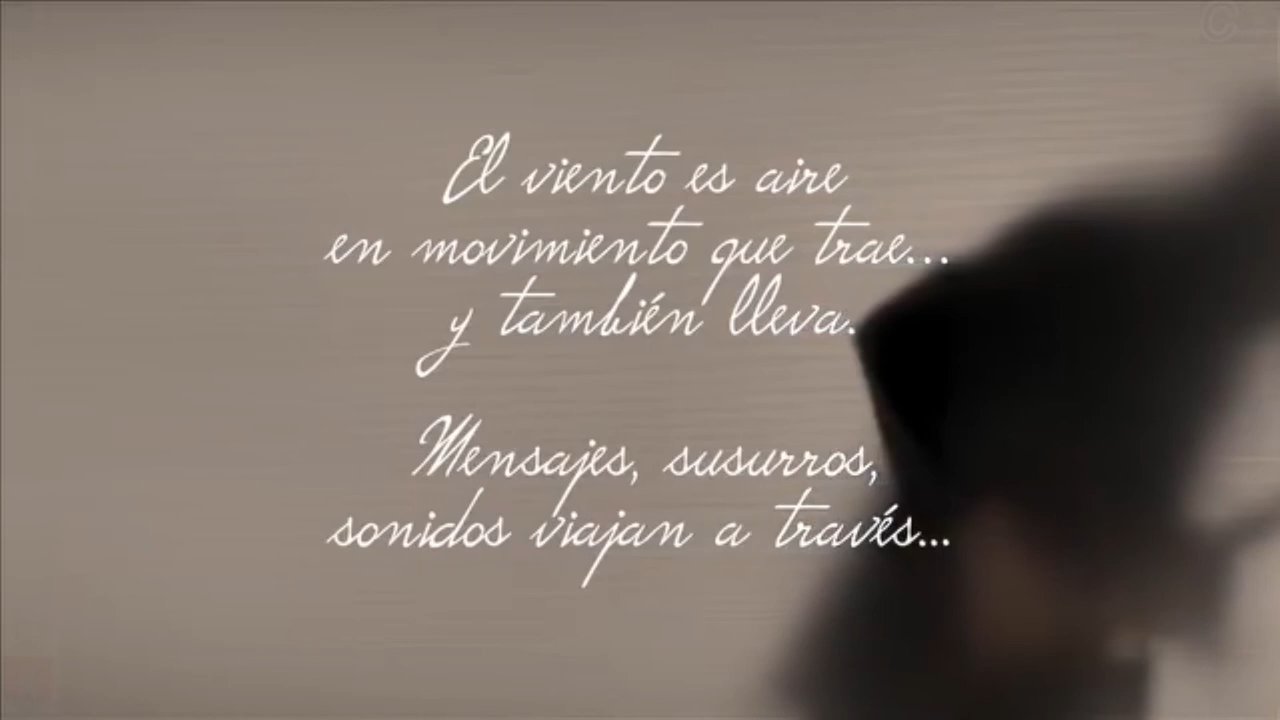 El viento es aire
en movimiento que trae...
y también lleva.
Mensajes, susurros,
sonidos viajan a través...